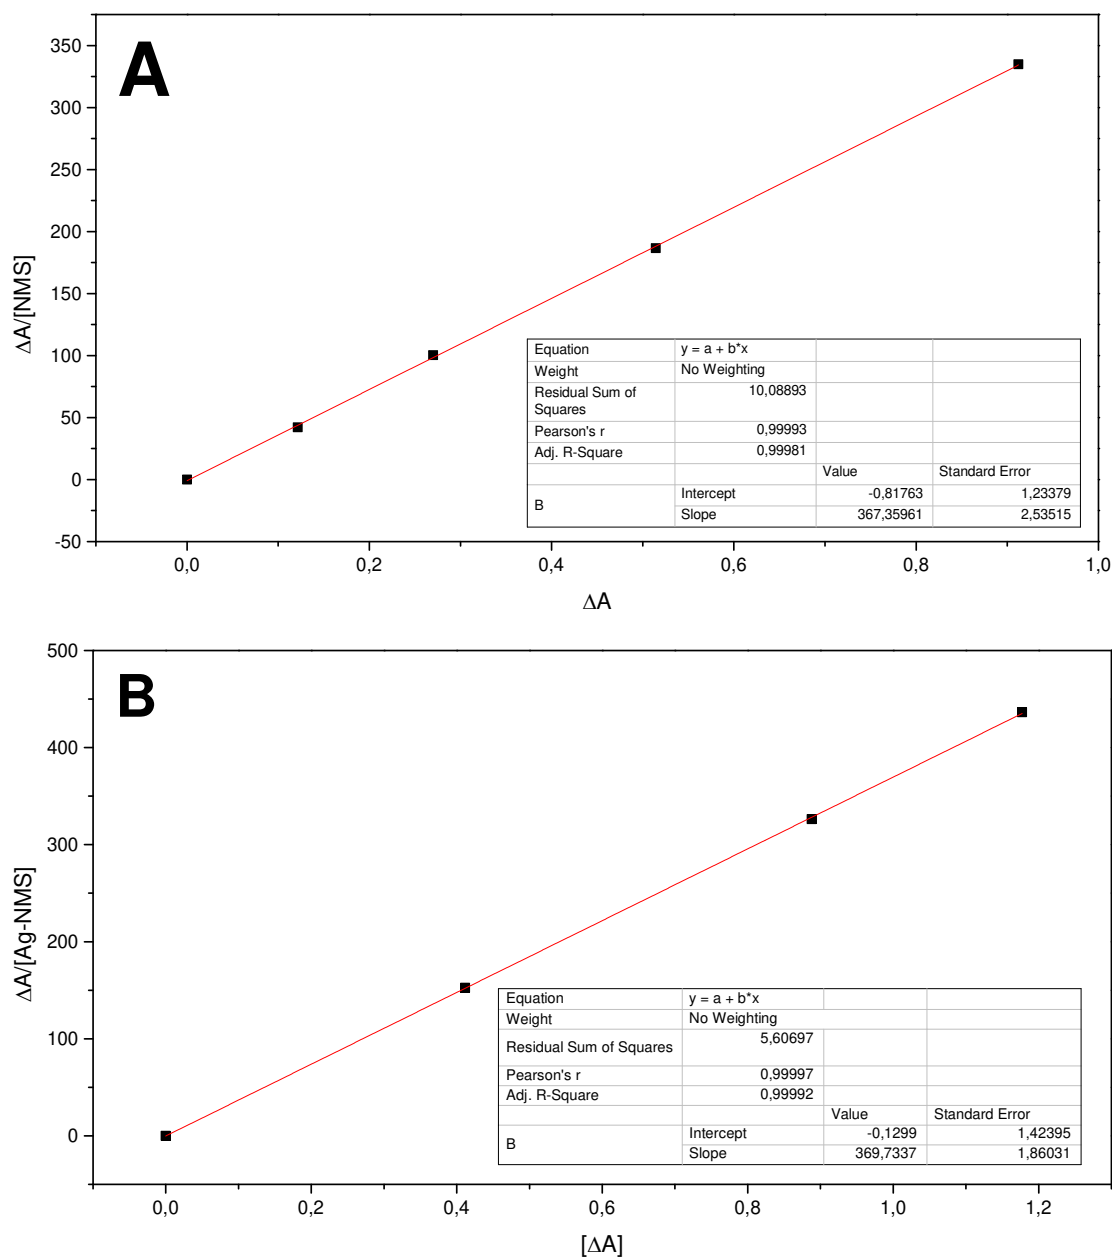 A
350
300
250
200
150
100
50
0
-50
ΔA/[NMS]
Equation y = a + b*x
Weight No Weighting
Residual Sum of Squares 10,08893
Pearson's r 0,99993
Adj. R-Square 0,99981
Value Standard Error
B Intercept -0,81763 1,23379
Slope 367,35961 2,53515
0,0 0,2 0,4 0,6 0,8 1,0
ΔA
B
500
400
300
200
100
0
ΔA/[Ag-NMS]
Equation y = a + b*x
Weight No Weighting
Residual Sum of Squares 5,60697
Pearson's r 0,99997
Adj. R-Square 0,99992
Value Standard Error
B Intercept -0,1299 1,42395
Slope 369,7337 1,86031
0,0 0,2 0,4 0,6 0,8 1,0 1,2
[ΔA]